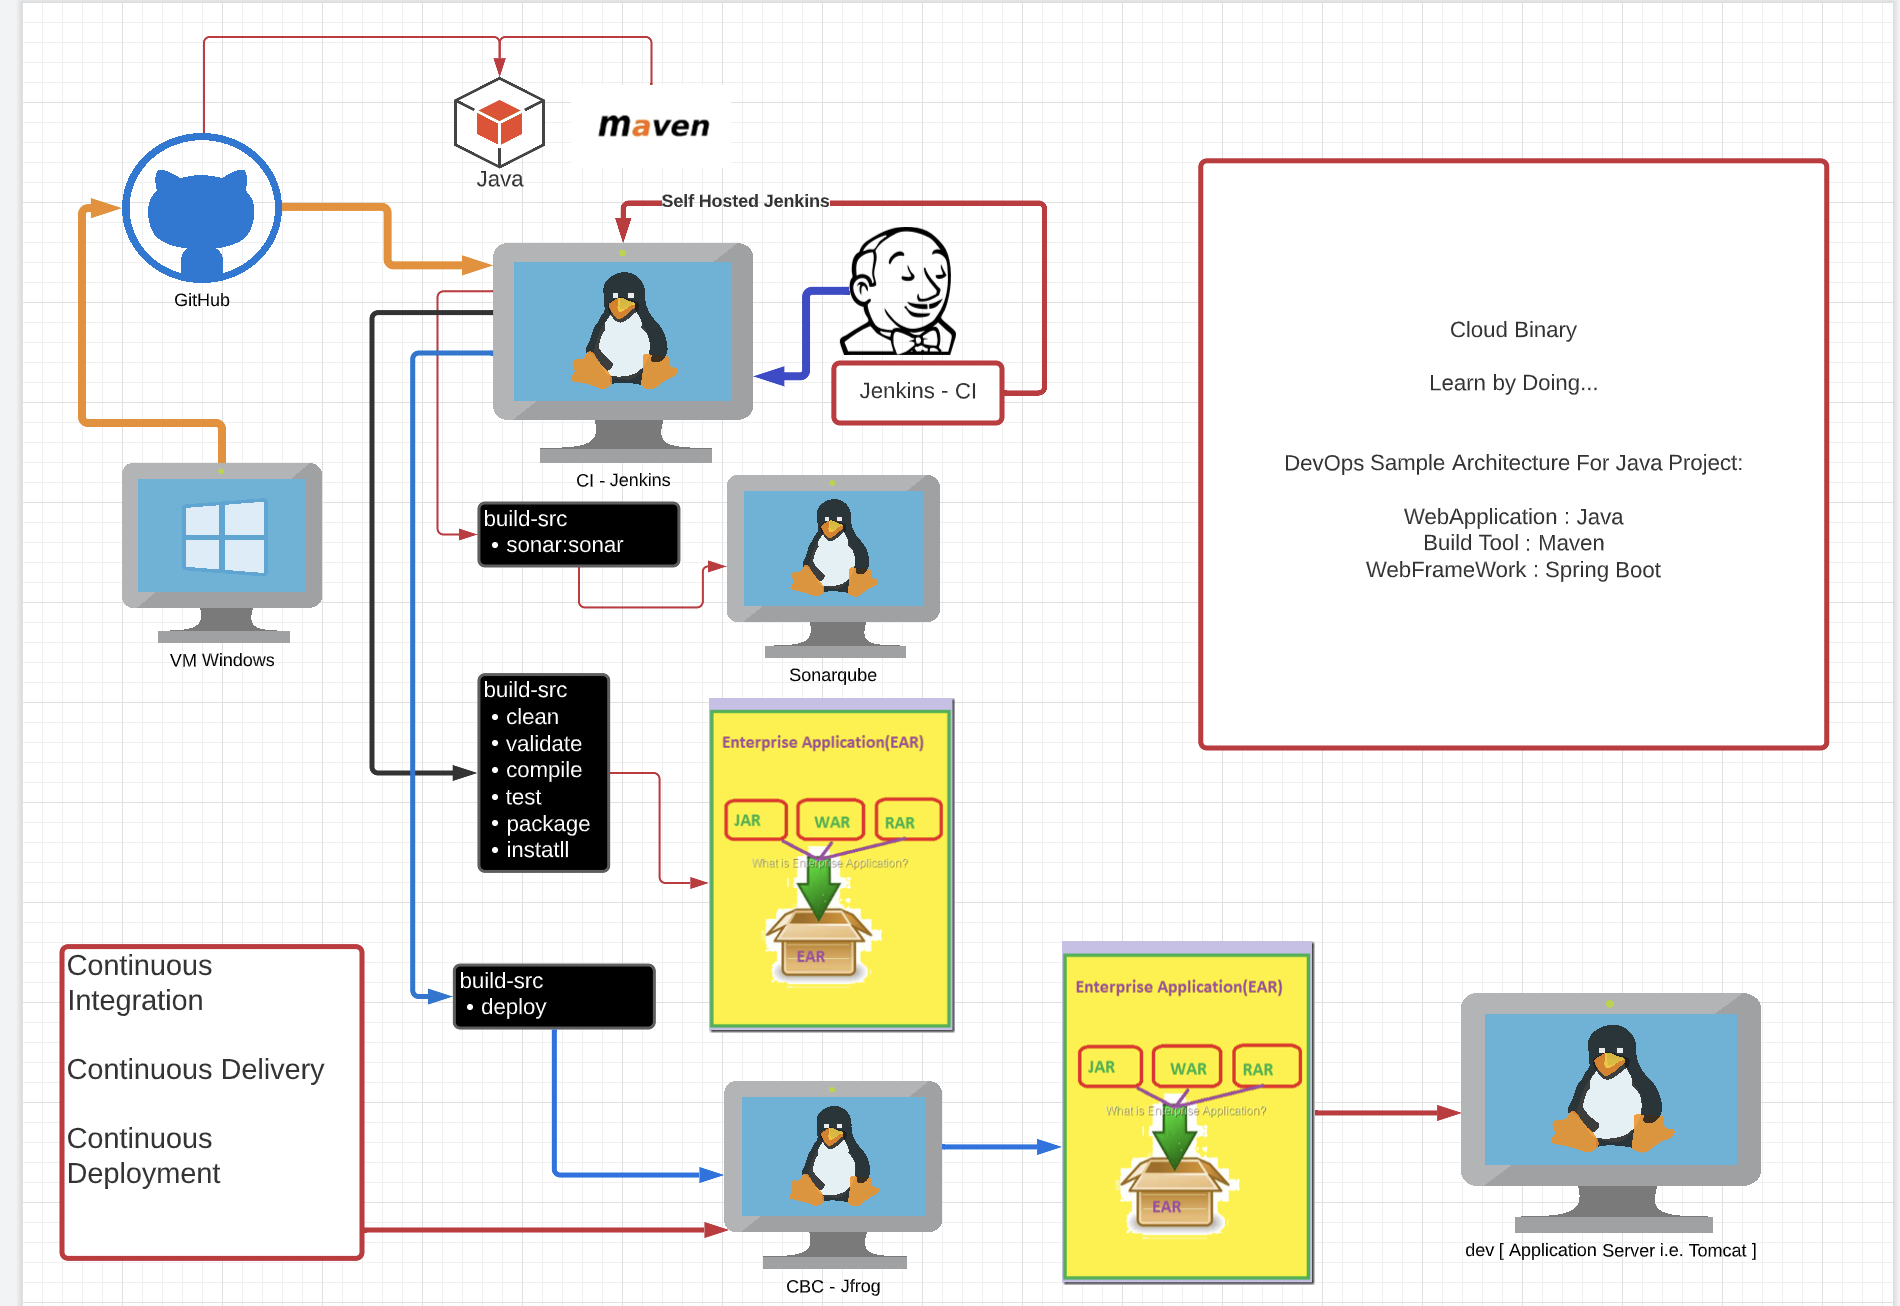 maven
Java
Self Hosted Jenkins
GitHub
Jenkins - CI
CI - Jenkins
Cloud Binary
Learn by Doing...
DevOps Sample Architecture For Java Project:
WebApplication : Java
Build Tool : Maven
WebFrameWork : Spring Boot
build-src
• sonar:sonar
VM Windows
Sonarqube
build-src
• clean
• validate
• compile
• test
• package
• instatll
Enterprise Application(EAR)
JAR WAR RAR
What is Enterprise Application?
EAR
Continuous
Integration
Continuous Delivery
Continuous
Deployment
build-src
• deploy
CBC - Jfrog
Enterprise Application(EAR)
JAR WAR RAR
What is Enterprise Application?
EAR
dev [ Application Server i.e. Tomcat ]